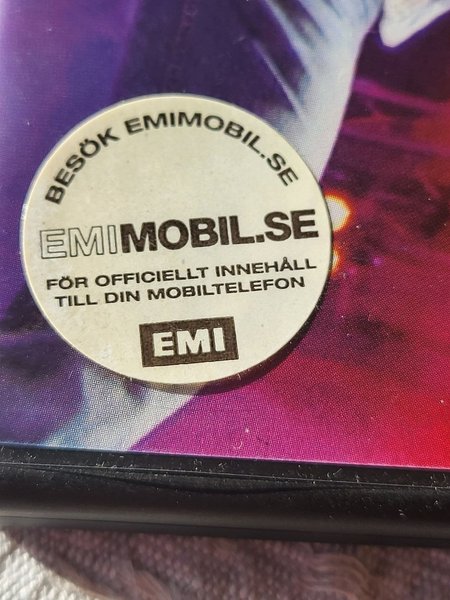 BESÖK EMIMOBIL.SE
EMIMOBIL.SE
FÖR OFFICIELLT INNEHÅLL
TILL DIN MOBILTELEFON
EMI